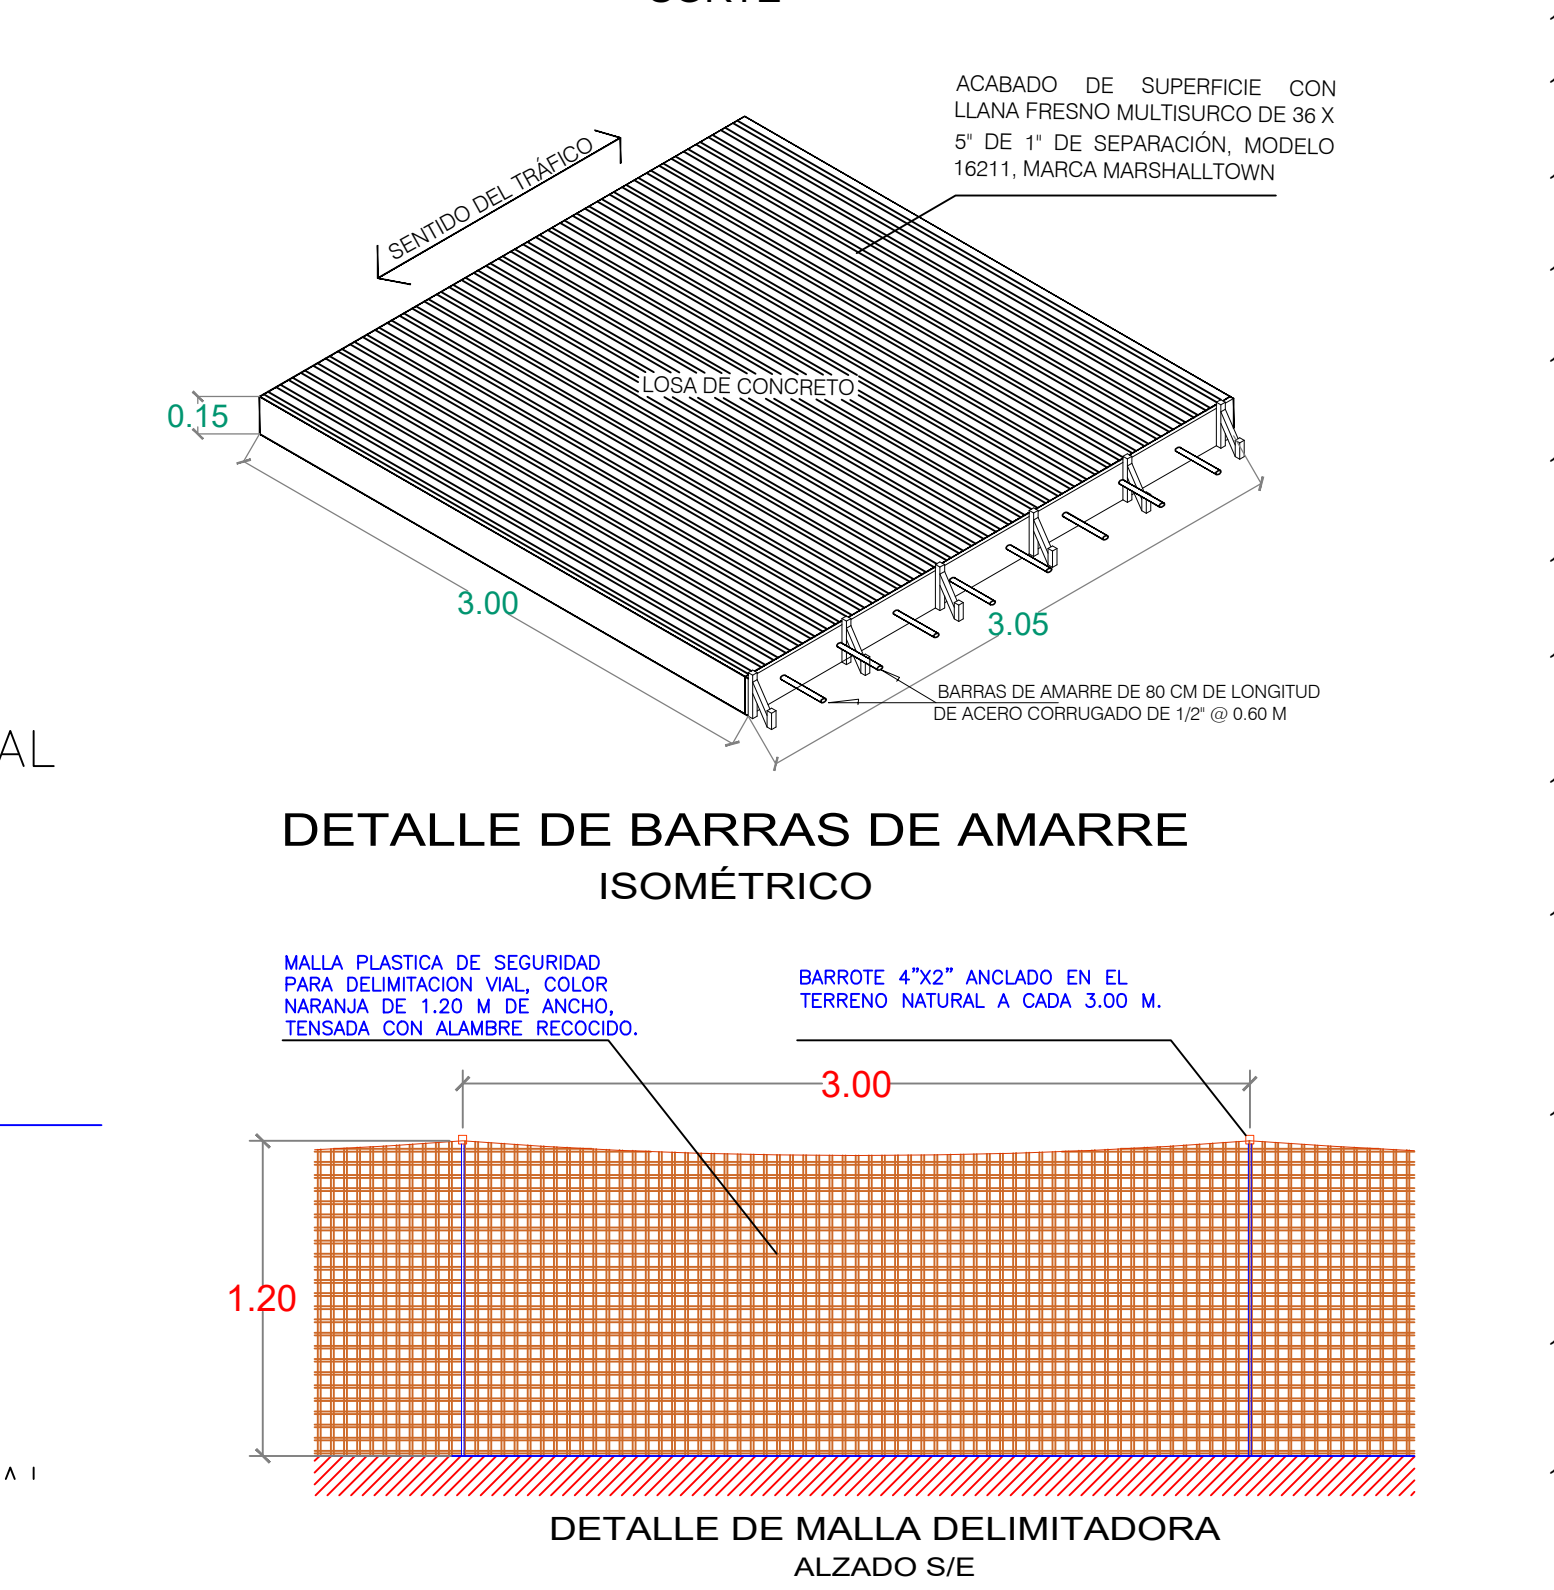 ACABADO DE SUPERFICIE CON
LLANA FRESNO MULTISURCO DE 36 X
5" DE 1" DE SEPARACIÓN, MODELO
16211, MARCA MARSHALLTOWN
SENTIDO DEL TRÁFICO
LOSA DE CONCRETO
0.15
3.00
3.05
BARRAS DE AMARRE DE 80 CM DE LONGITUD
DE ACERO CORRUGADO DE 1/2" @ 0.60 M
DETALLE DE BARRAS DE AMARRE
ISOMÉTRICO
MALLA PLASTICA DE SEGURIDAD
PARA DELIMITACION VIAL, COLOR
NARANJA DE 1.20 M DE ANCHO,
TENSADA CON ALAMBRE RECOCIDO.
BARROTE 4”X2” ANCLADO EN EL
TERRENO NATURAL A CADA 3.00 M.
3.00
1.20
DETALLE DE MALLA DELIMITADORA
ALZADO S/E